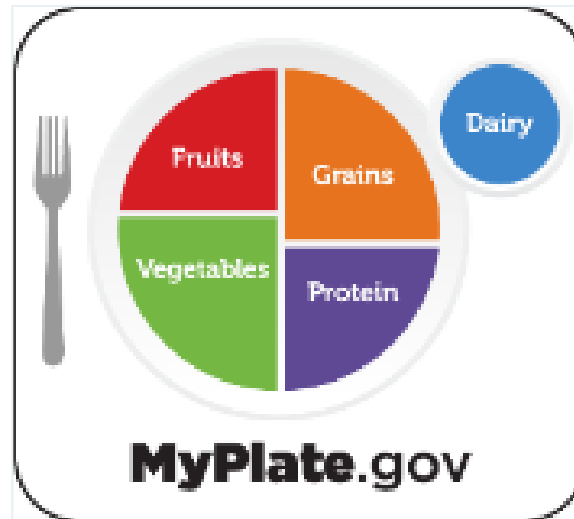 Dairy
Fruits
Grains
Vegetables
Protein
MyPlate.gov